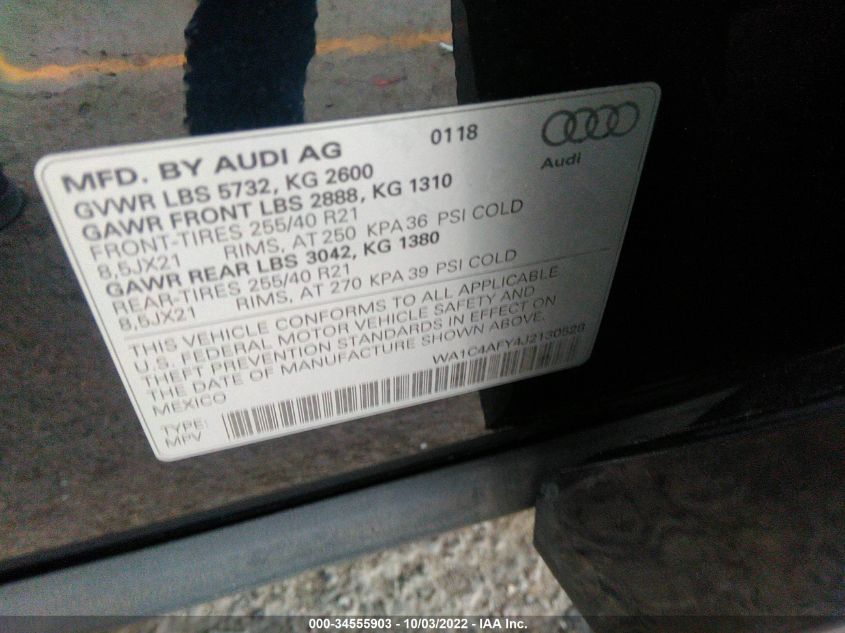 MFD. BY AUDI AG 0118
Audi
GVWR LBS 5732, KG 2600
GAWR FRONT LBS 2888, KG 1310
FRONT-TIRES 255/40 R21
8,5JX21 RIMS, AT 250 KPA 36 PSI COLD
GAWR REAR LBS 3042, KG 1380
REAR-TIRES 255/40 R21
8,5JX21 RIMS, AT 270 KPA 39 PSI COLD
THIS VEHICLE CONFORMS TO ALL APPLICABLE
U.S. FEDERAL MOTOR VEHICLE SAFETY AND
THEFT PREVENTION STANDARDS IN EFFECT ON
THE DATE OF MANUFACTURE SHOWN ABOVE.
MEXICO WA1C4AFY4J2130528
TYPE:
MPV
000-34555903 - 10/03/2022 - IAA Inc.